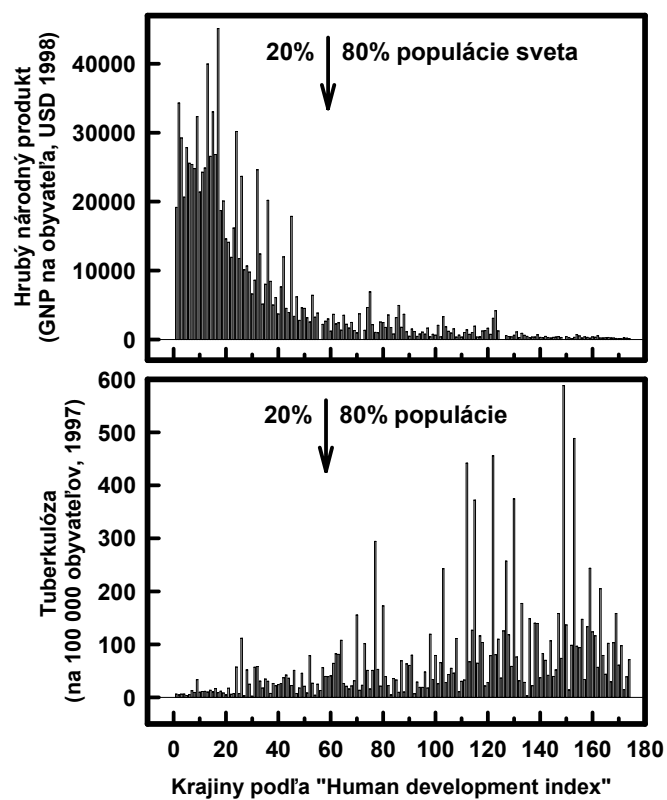 20% 80% populácie sveta
Hrubý národný produkt
(GNP na obyvateľa, USD 1998)
40000
30000
20000
10000
0
20% 80% populácie
Tuberkulóza
(na 100 000 obyvateľov, 1997)
600
500
400
300
200
100
0
0 20 40 60 80 100 120 140 160 180
Krajiny podľa "Human development index"